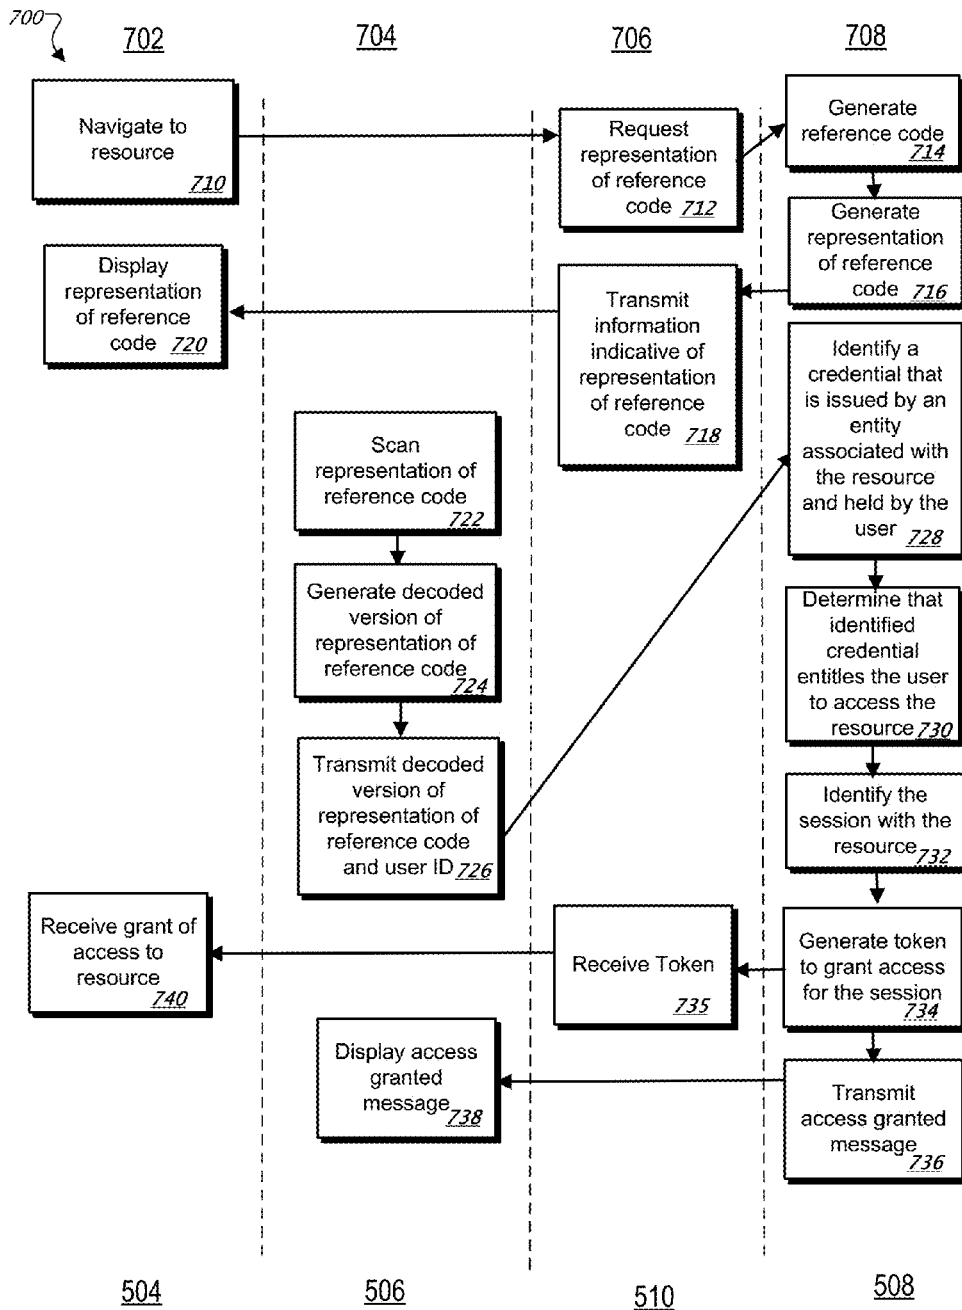 700
702
704
706
708
Navigate to
resource
710
Request
representation
of reference
code 712
Generate
reference code
714
Generate
representation
of reference
code 716
Display
representation
of reference
code 720
Transmit
information
indicative of
representation
of reference
code 718
Identify a
credential that
is issued by an
entity
associated with
the resource
and held by the
user 728
Scan
representation of
reference code
722
Generate decoded
version of
representation of
reference code
724
Determine that
identified
credential
entitles the user
to access the
resource 730
Transmit decoded
version of
representation of
reference code
and user ID 726
Identify the
session with the
resource 732
Receive grant of
access to
resource
740
Receive Token
735
Generate token
to grant access
for the session
734
Display access
granted
message 738
Transmit
access granted
message
736
504
506
510
508